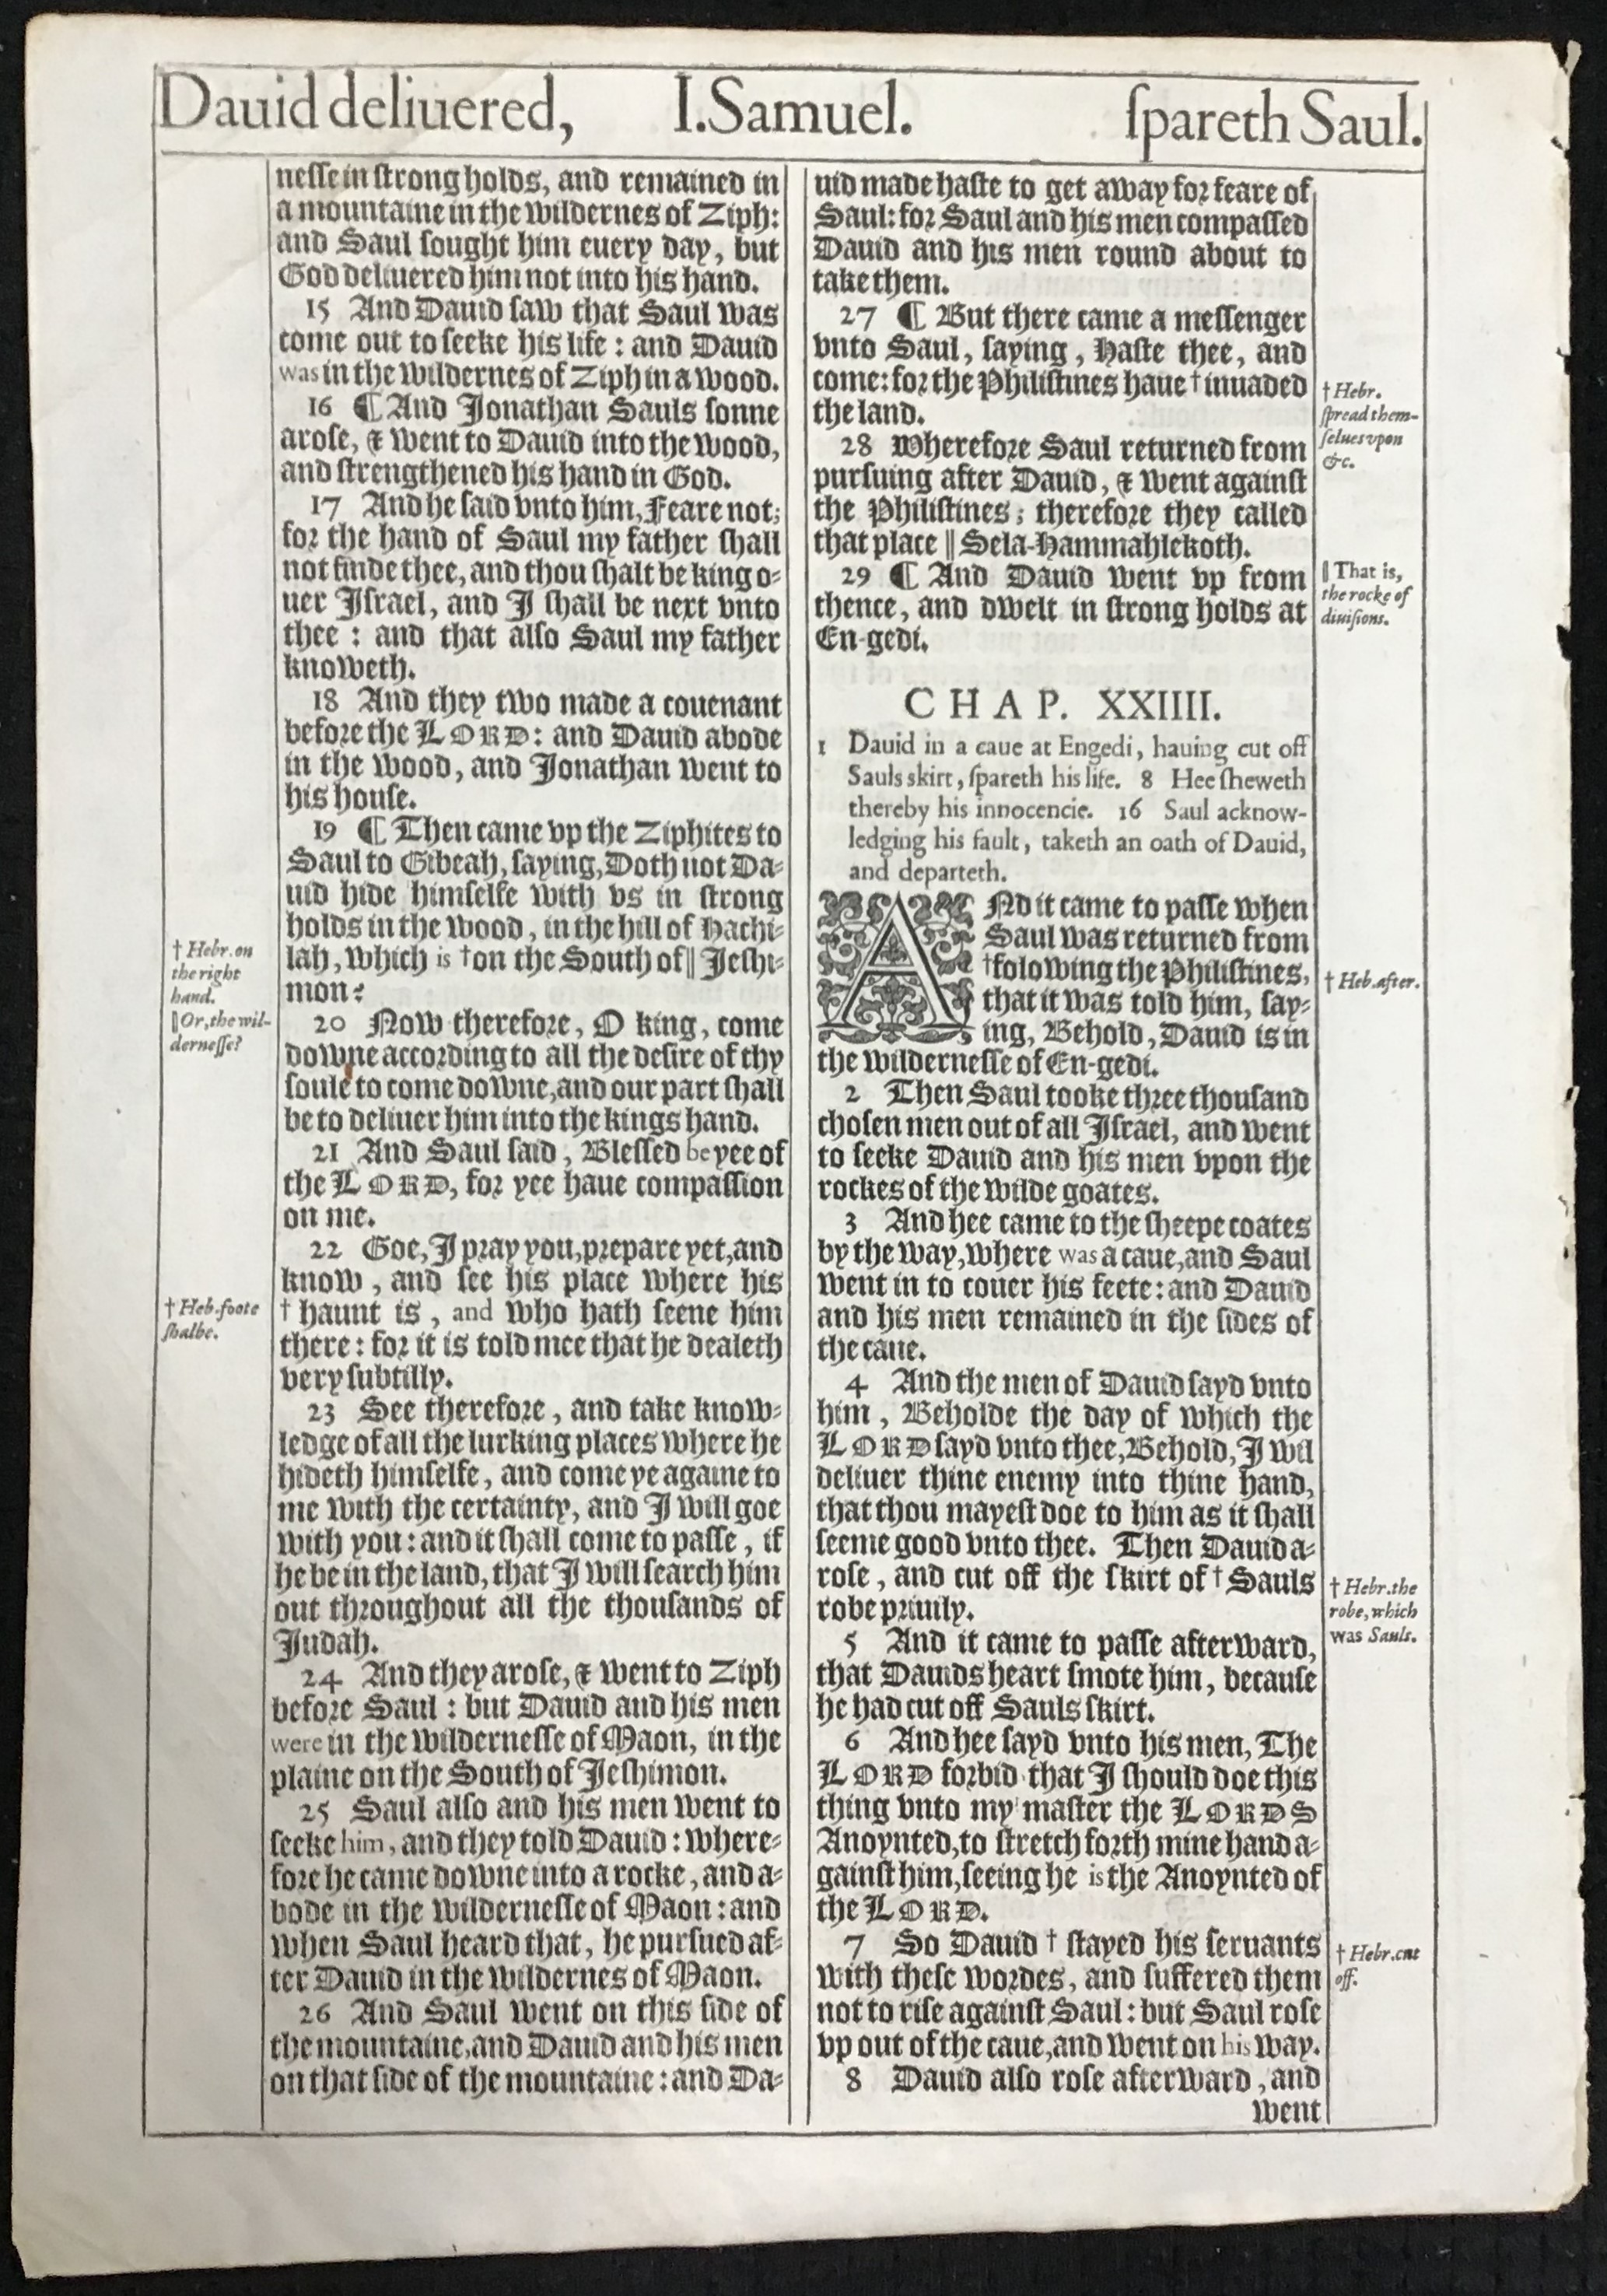 Dauid deliuered, I.Samuel. ſpareth Saul.
neſſe in ſtrong holds, and remained in
a mountaine in the wildernes of Ziph:
and Saul ſought him euery day, but
God deliuered him not into his hand.
15 And Dauid ſaw that Saul was
come out to ſeeke his life : and Dauid
was in the wildernes of Ziph in a wood.
16 ¶ And Jonathan Sauls ſonne
aroſe, & went to Dauid into the wood,
and ſtrengthened his hand in God.
17 And he ſaid vnto him, Feare not;
for the hand of Saul my father ſhall
not finde thee, and thou ſhalt be king o-
uer Iſrael, and I ſhall be next vnto
thee : and that alſo Saul my father
knoweth.
18 And they two made a couenant
before the LORD: and Dauid abode
in the wood, and Jonathan went to
his houſe.
19 ¶ Then came vp the Ziphites to
Saul to Gibeah, ſaying, Doth not Da-
uid hide himſelfe with vs in ſtrong
holds in the wood, in the hill of Hachi-
lah, which is †on the South of ‖ Jeſhi-
mon?
20 Now therefore, O king, come
downe according to all the deſire of thy
ſoule to come downe, and our part ſhall
be to deliuer him into the kings hand.
21 And Saul ſaid, Bleſſed be yee of
the LORD, for yee haue compaſſion
on me.
22 Goe, I pray you, prepare yet, and
know, and ſee his place where his
† haunt is, and who hath ſeene him
there : for it is told mee that he dealeth
very ſubtilly.
23 See therefore, and take know-
ledge of all the lurking places where he
hideth himſelfe, and come ye againe to
me with the certainty, and I will goe
with you : and it ſhall come to paſſe, if
he be in the land, that I will ſearch him
out throughout all the thouſands of
Judah.
24 And they aroſe, & went to Ziph
before Saul : but Dauid and his men
were in the wilderneſſe of Maon, in the
plaine on the South of Jeſhimon.
25 Saul alſo and his men went to
ſeeke him, and they told Dauid : where-
fore he came downe into a rocke, and a-
bode in the wilderneſſe of Maon : and
when Saul heard that, he purſued af-
ter Dauid in the wildernes of Maon.
26 And Saul went on this ſide of
the mountaine, and Dauid and his men
on that ſide of the mountaine : and Da-
† Hebr. on
the right
hand.
‖ Or, the wil-
derneſſe?
† Heb. foote
ſhalbe.
uid made haſte to get away for feare of
Saul: for Saul and his men compaſſed
Dauid and his men round about to
take them.
27 ¶ But there came a meſſenger
vnto Saul, ſaying, Haſte thee, and
come: for the Philiſtines haue † inuaded
the land.
28 Wherefore Saul returned from
purſuing after Dauid, & went againſt
the Philiſtines; therefore they called
that place ‖ Sela-Hammahlekoth.
29 ¶ And Dauid went vp from
thence, and dwelt in ſtrong holds at
En-gedi.
CHAP. XXIIII.
1 Dauid in a caue at Engedi, hauing cut off
Sauls skirt, ſpareth his life. 8 Hee ſheweth
thereby his innocencie. 16 Saul acknow-
ledging his fault, taketh an oath of Dauid,
and departeth.
ANd it came to paſſe when
Saul was returned from
†folowing the Philiſtines,
that it was told him, ſay-
ing, Behold, Dauid is in
the wilderneſſe of En-gedi.
2 Then Saul tooke three thouſand
choſen men out of all Iſrael, and went
to ſeeke Dauid and his men vpon the
rockes of the wilde goates.
3 And hee came to the ſheepe coates
by the way, where was a caue, and Saul
went in to couer his feete: and Dauid
and his men remained in the ſides of
the caue.
4 And the men of Dauid ſayd vnto
him, Beholde the day of which the
LORD ſayd vnto thee, Behold, I wil
deliuer thine enemy into thine hand,
that thou mayeſt doe to him as it ſhall
ſeeme good vnto thee. Then Dauid a-
roſe, and cut off the ſkirt of † Sauls
robe priuily.
5 And it came to paſſe afterward,
that Dauids heart ſmote him, becauſe
he had cut off Sauls ſkirt.
6 And hee ſayd vnto his men, The
LORD forbid that I ſhould doe this
thing vnto my maſter the LORDS
Anoynted, to ſtretch forth mine hand a-
gainſt him, ſeeing he is the Anoynted of
the LORD.
7 So Dauid † ſtayed his ſeruants
with theſe wordes, and ſuffered them
not to riſe againſt Saul: but Saul roſe
vp out of the caue, and went on his way.
8 Dauid alſo roſe afterward, and
went
† Hebr.
ſpread them-
ſelues vpon
&c.
‖ That is,
the rocke of
diuiſions.
† Heb. after.
† Hebr. the
robe, which
was Sauls.
† Hebr. cut
off.